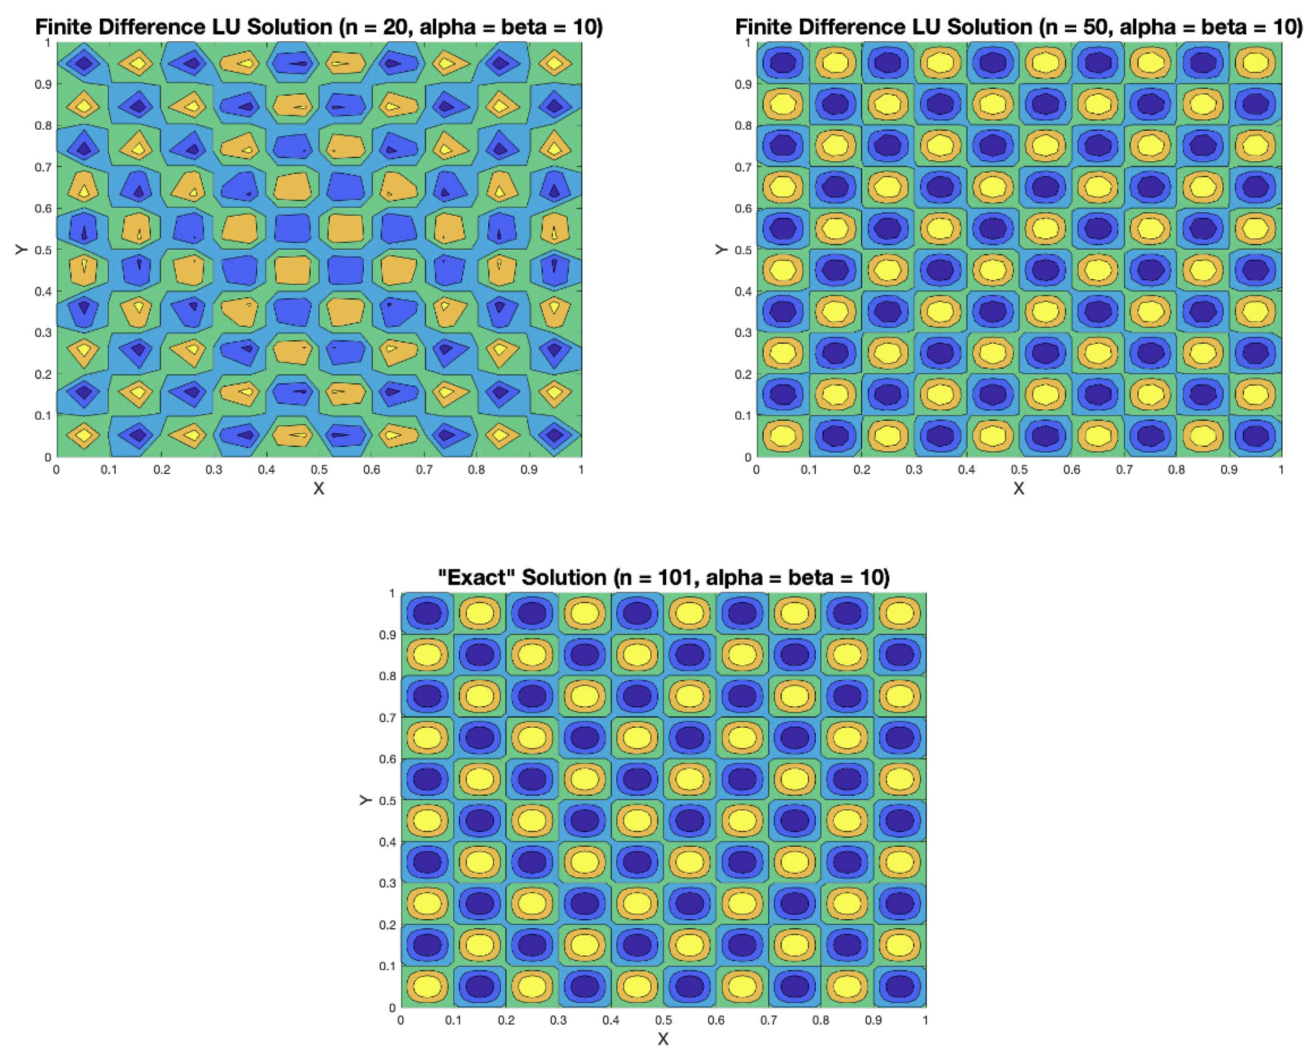 Finite Difference LU Solution (n = 20, alpha = beta = 10)
1
0.9
0.8
0.7
0.6
0.5
0.4
0.3
0.2
0.1
0
Y
0 0.1 0.2 0.3 0.4 0.5 0.6 0.7 0.8 0.9 1
X
Finite Difference LU Solution (n = 50, alpha = beta = 10)
1
0.9
0.8
0.7
0.6
0.5
0.4
0.3
0.2
0.1
0
Y
0 0.1 0.2 0.3 0.4 0.5 0.6 0.7 0.8 0.9 1
X
"Exact" Solution (n = 101, alpha = beta = 10)
1
0.9
0.8
0.7
0.6
0.5
0.4
0.3
0.2
0.1
0
Y
0 0.1 0.2 0.3 0.4 0.5 0.6 0.7 0.8 0.9 1
X